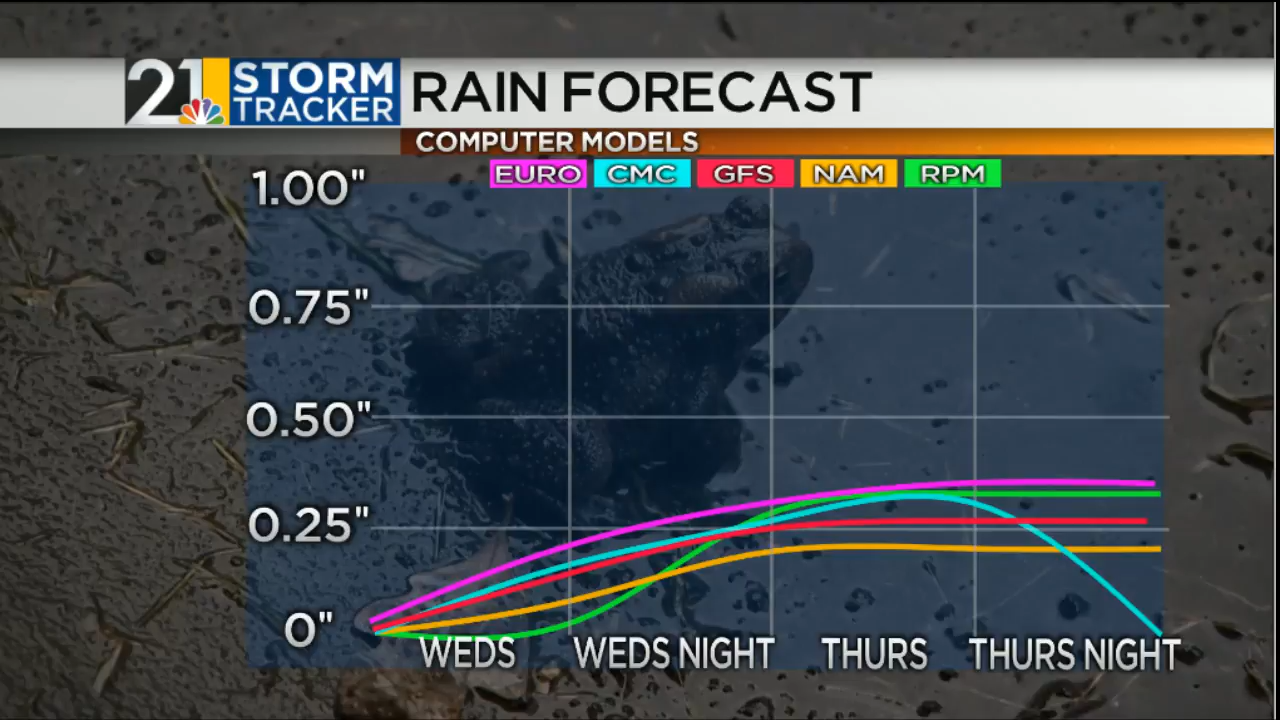 21 STORM TRACKER RAIN FORECAST
COMPUTER MODELS
EURO CMC GFS NAM RPM
1.00"
0.75"
0.50"
0.25"
0"
WEDS WEDS NIGHT THURS THURS NIGHT